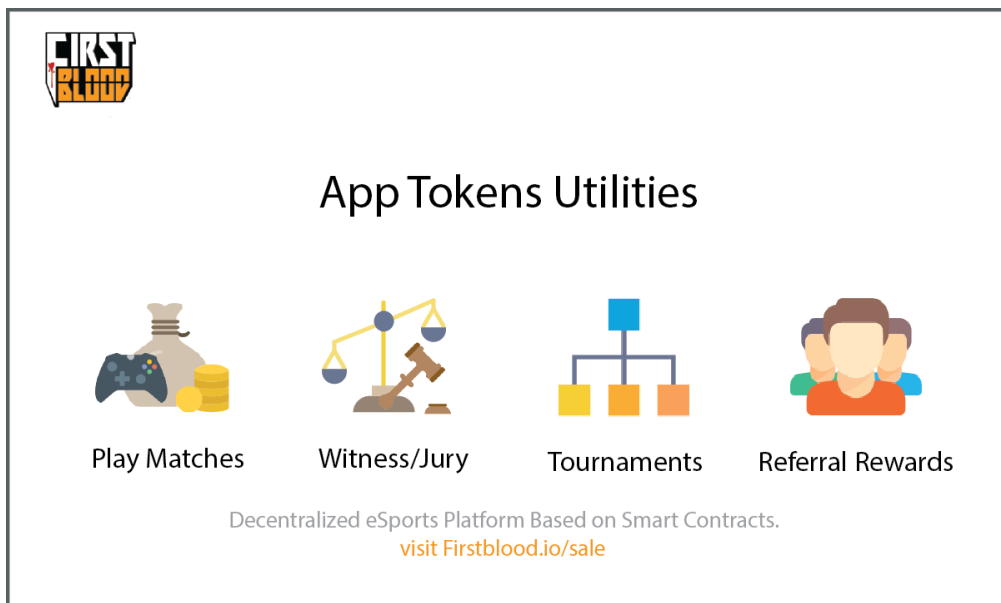 FIRST
BLOOD
App Tokens Utilities
Play Matches
Witness/Jury
Tournaments
Referral Rewards
Decentralized eSports Platform Based on Smart Contracts.
visit Firstblood.io/sale